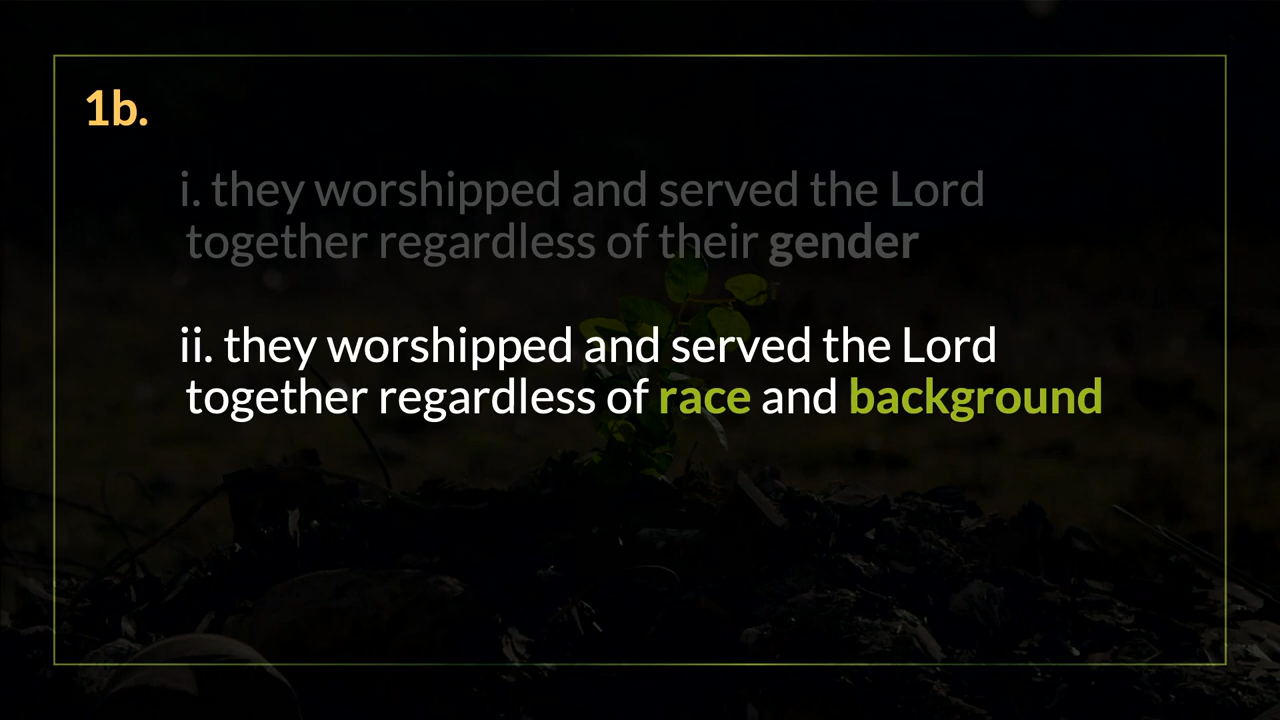 1b.
i. they worshipped and served the Lord
together regardless of their gender
ii. they worshipped and served the Lord
together regardless of race and background